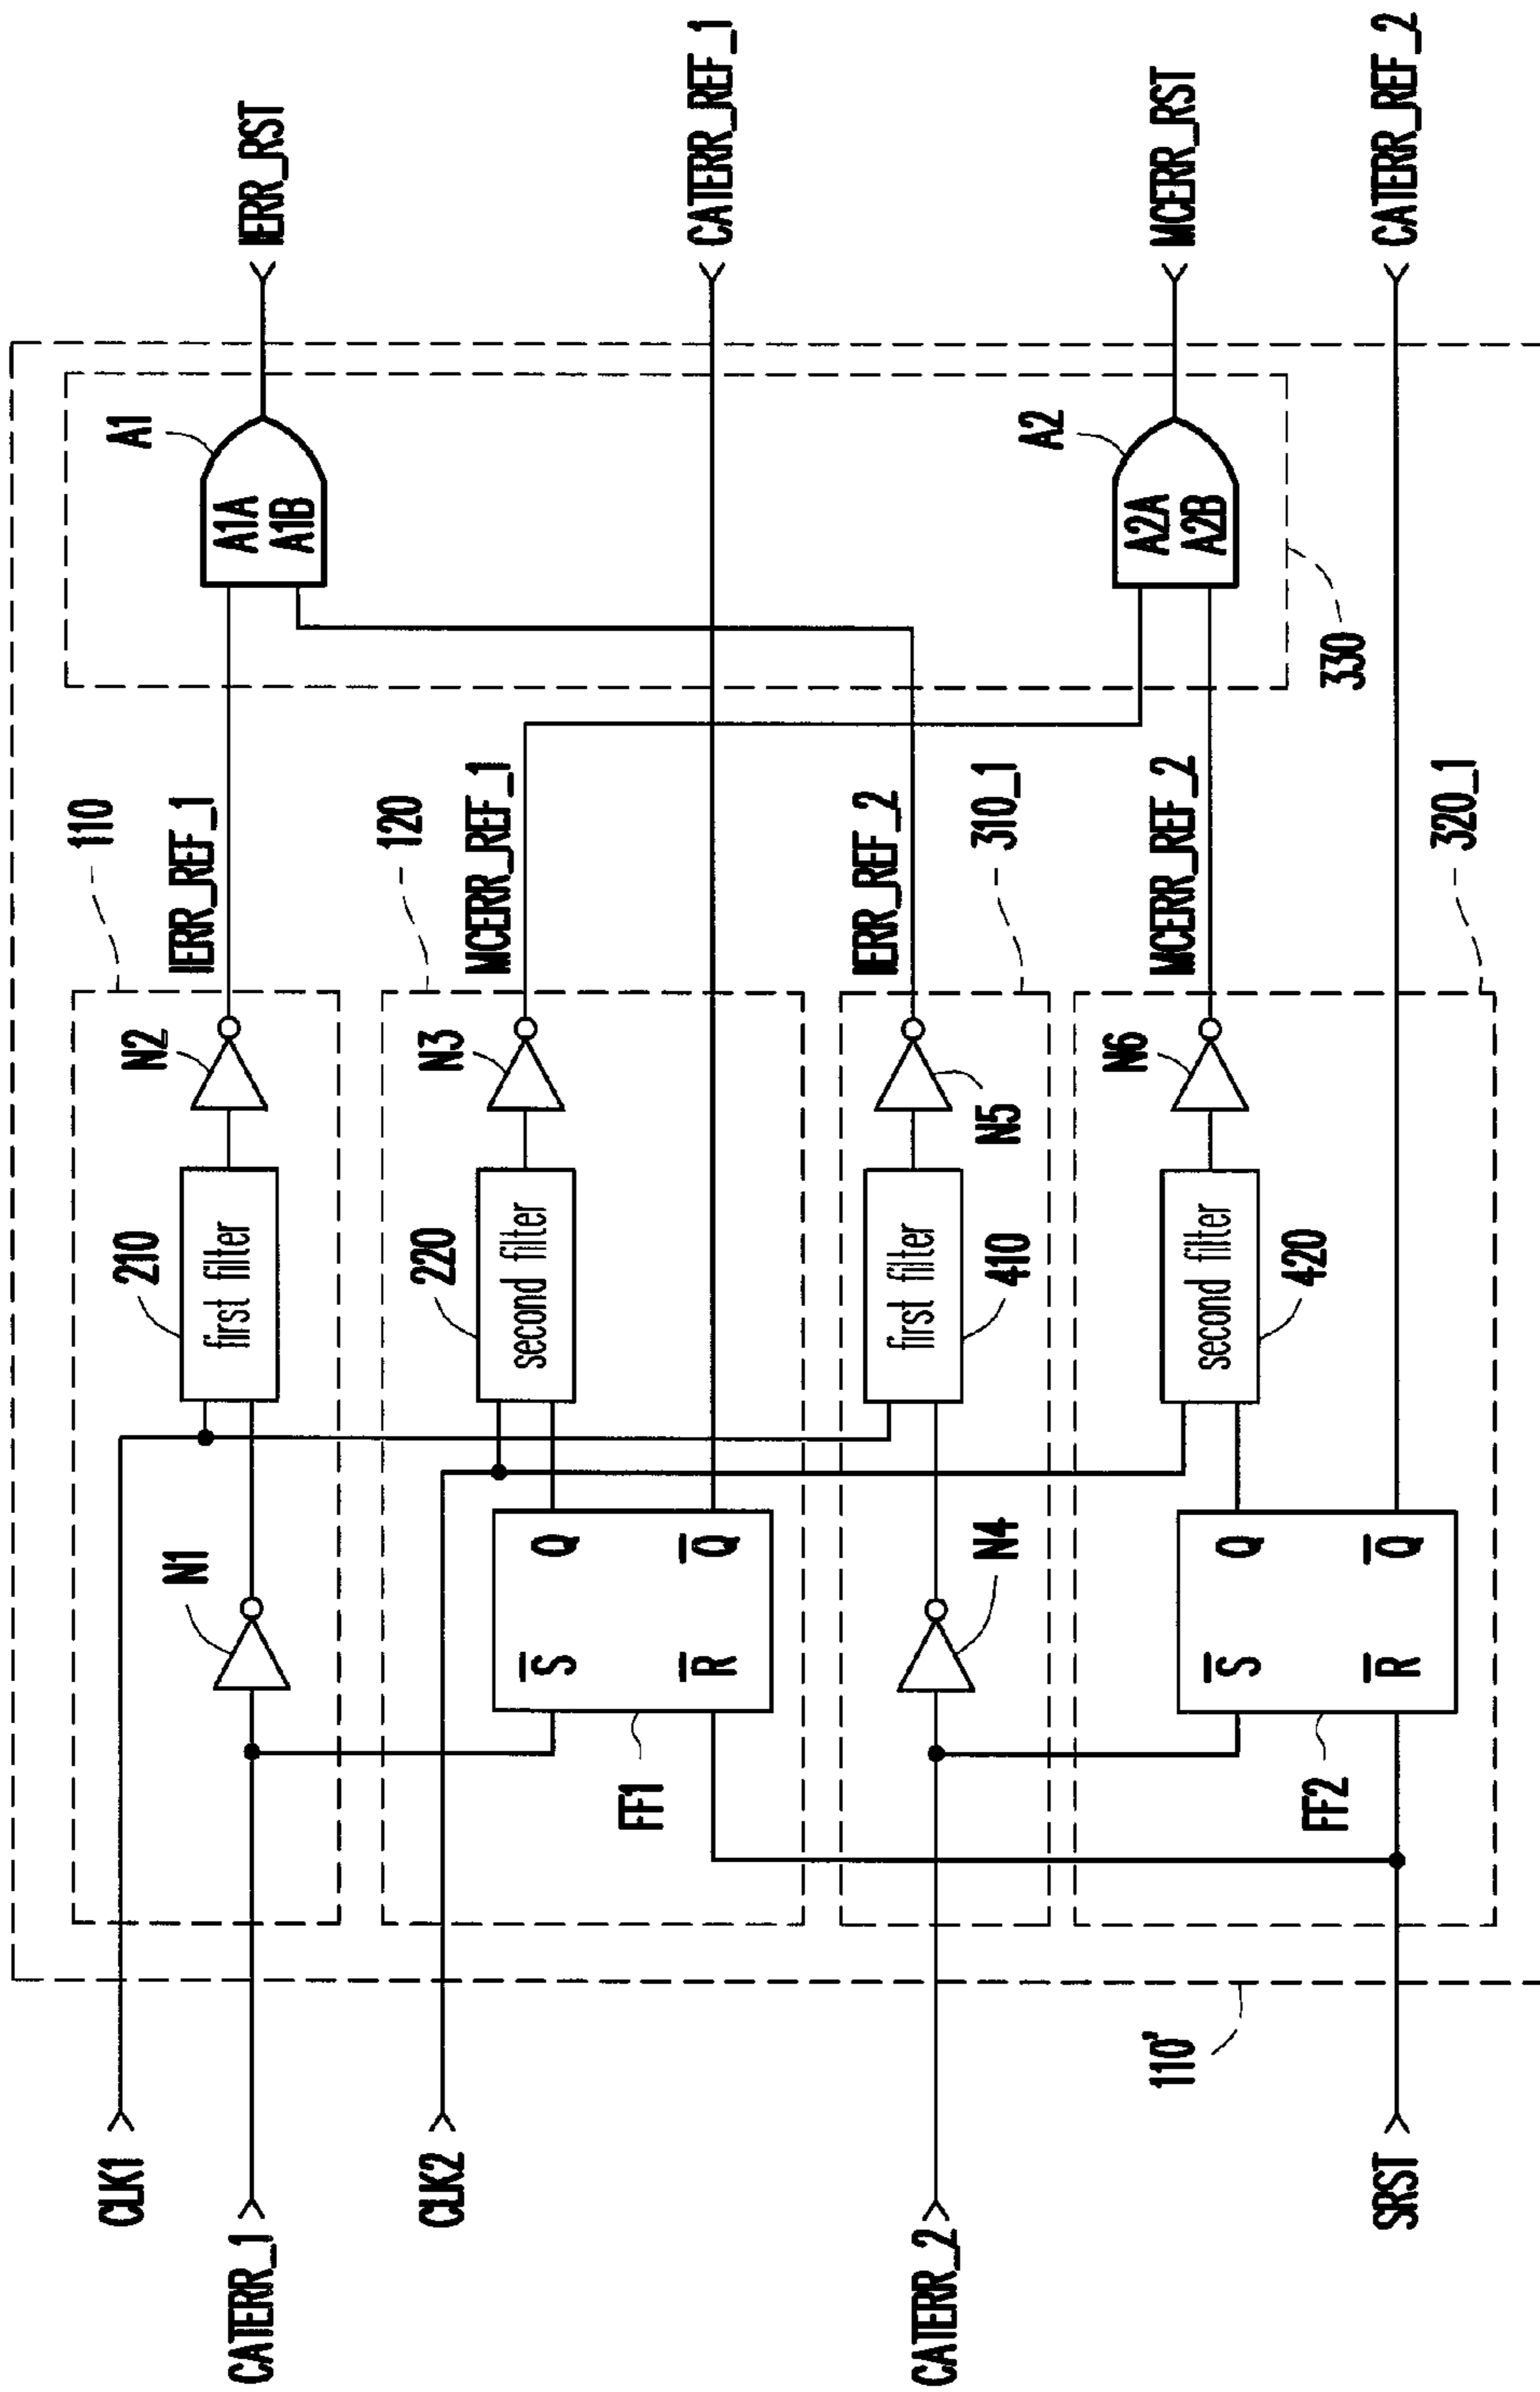 CLK1
CATERR_1
CLK2
CATERR_2
SRST
110'
110
N1
210
first filter
N2
IERR_REF_1
120
FF1
S
Q
R
Q
220
second filter
N3
MCERR_REF_1
310_1
N4
first filter
410
N5
IERR_REF_2
320_1
FF2
S
Q
R
Q
second filter
420
N6
MCERR_REF_2
330
A1
A1A
A1B
A2
A2A
A2B
IERR_RST
CATERR_REF_1
MCERR_RST
CATERR_REF_2